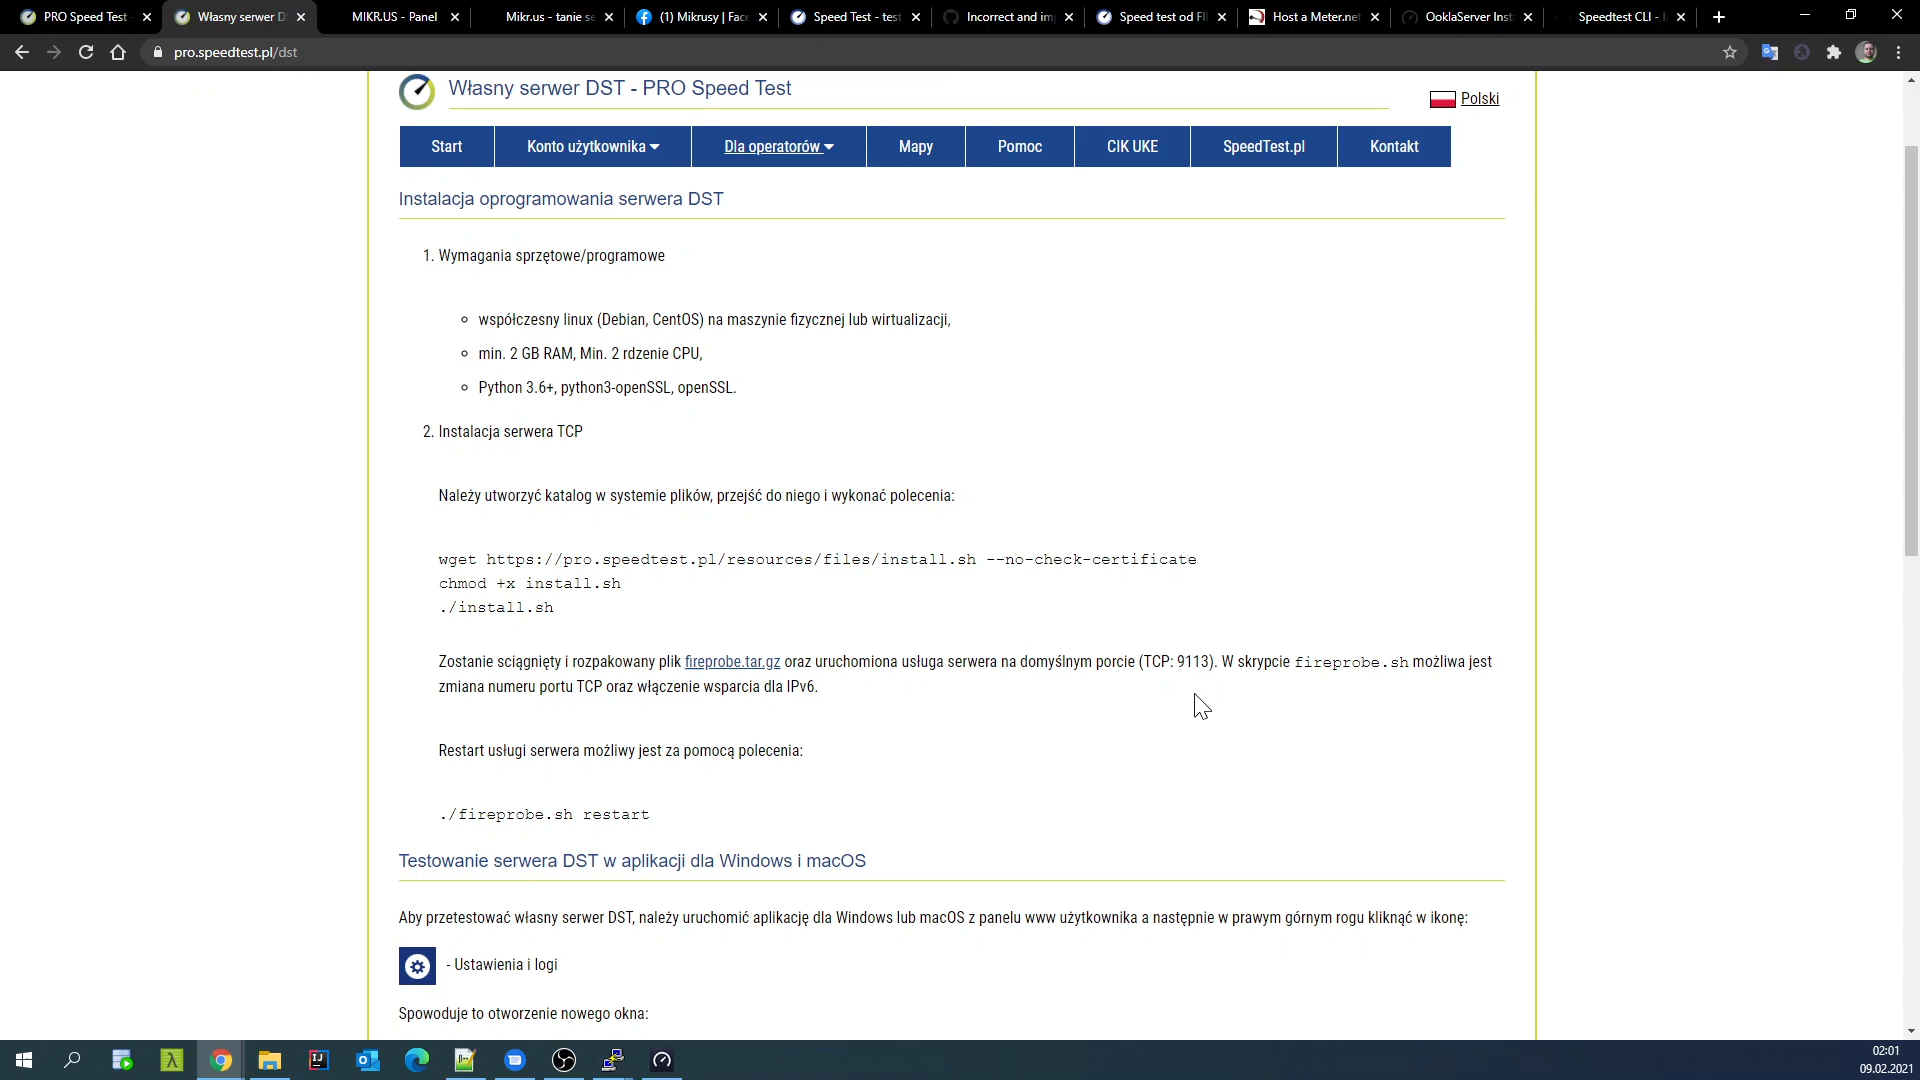 PRO Speed Test
Własny serwer D
MIKR.US - Panel
Mikr.us - tanie se
(1) Mikrusy | Face
Speed Test - test
Incorrect and im
Speed test od FI
Host a Meter.net
OoklaServer Inst
Speedtest CLI - I
pro.speedtest.pl/dst
Własny serwer DST - PRO Speed Test
Polski
Start
Konto użytkownika
Dla operatorów
Mapy
Pomoc
CIK UKE
SpeedTest.pl
Kontakt
Instalacja oprogramowania serwera DST
1. Wymagania sprzętowe/programowe
współczesny linux (Debian, CentOS) na maszynie fizycznej lub wirtualizacji,
min. 2 GB RAM, Min. 2 rdzenie CPU,
Python 3.6+, python3-openSSL, openSSL.
2. Instalacja serwera TCP
Należy utworzyć katalog w systemie plików, przejść do niego i wykonać polecenia:
wget https://pro.speedtest.pl/resources/files/install.sh --no-check-certificate
chmod +x install.sh
./install.sh
Zostanie sciągnięty i rozpakowany plik fireprobe.tar.gz oraz uruchomiona usługa serwera na domyślnym porcie (TCP: 9113). W skrypcie fireprobe.sh możliwa jest
zmiana numeru portu TCP oraz włączenie wsparcia dla IPv6.
Restart usługi serwera możliwy jest za pomocą polecenia:
./fireprobe.sh restart
Testowanie serwera DST w aplikacji dla Windows i macOS
Aby przetestować własny serwer DST, należy uruchomić aplikację dla Windows lub macOS z panelu www użytkownika a następnie w prawym górnym rogu kliknąć w ikonę:
- Ustawienia i logi
Spowoduje to otworzenie nowego okna:
02:01
09.02.2021